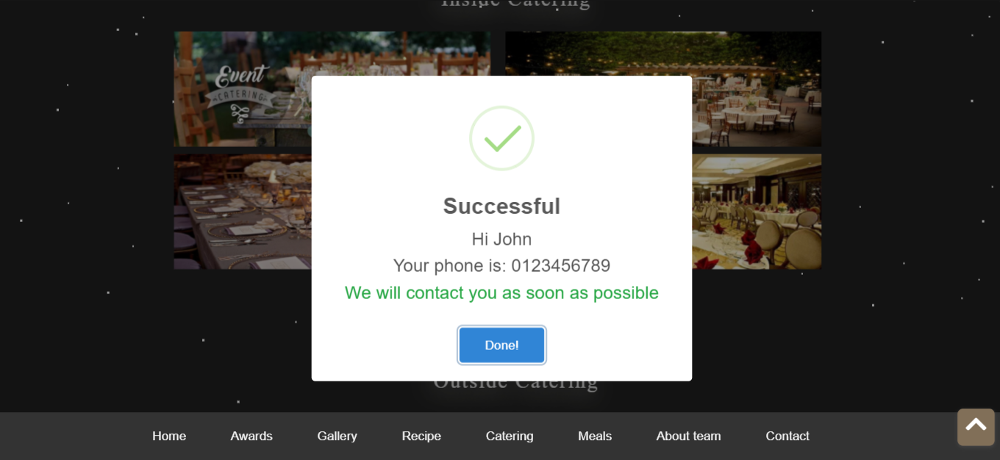 Inside Catering
Event
CATERING
Successful
Hi John
Your phone is: 0123456789
We will contact you as soon as possible
Done!
Outside Catering
Home Awards Gallery Recipe Catering Meals About team Contact